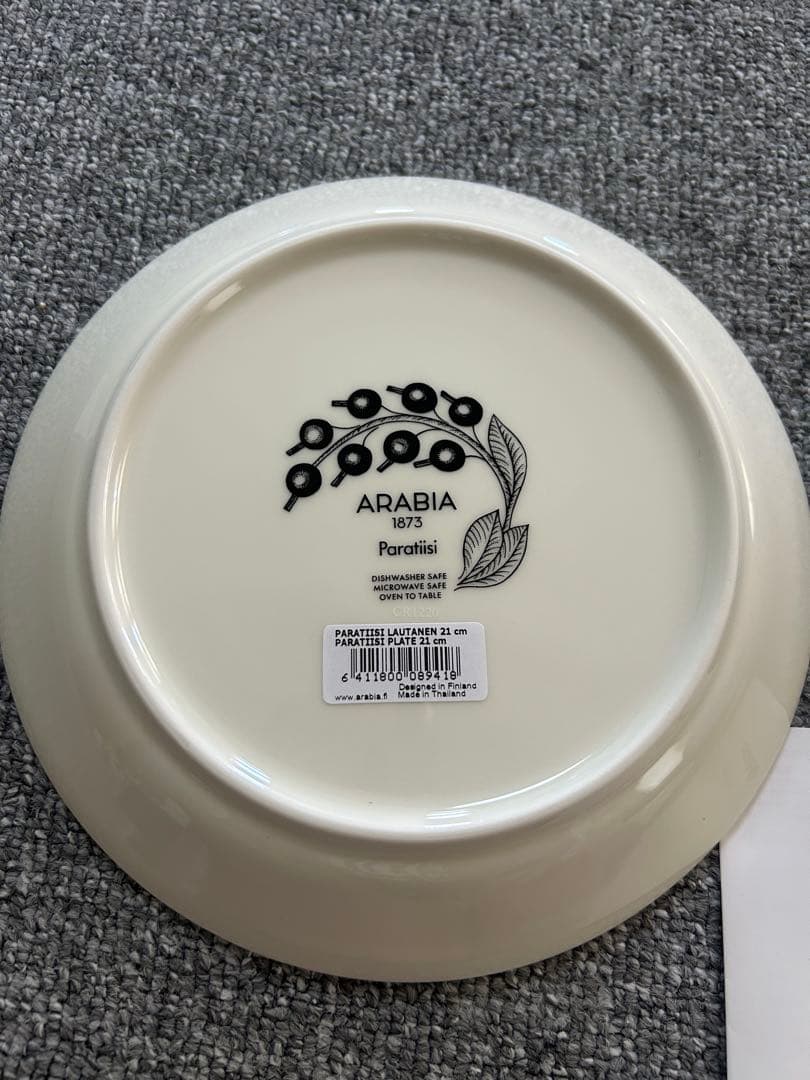 ARABIA
1873
Paratiisi
DISHWASHER SAFE
MICROWAVE SAFE
OVEN TO TABLE
CR1220
PARATIISI LAUTANEN 21 cm
PARATIISI PLATE 21 cm
6 411800 089418
Designed in Finland
www.arabia.fi Made in Thailand